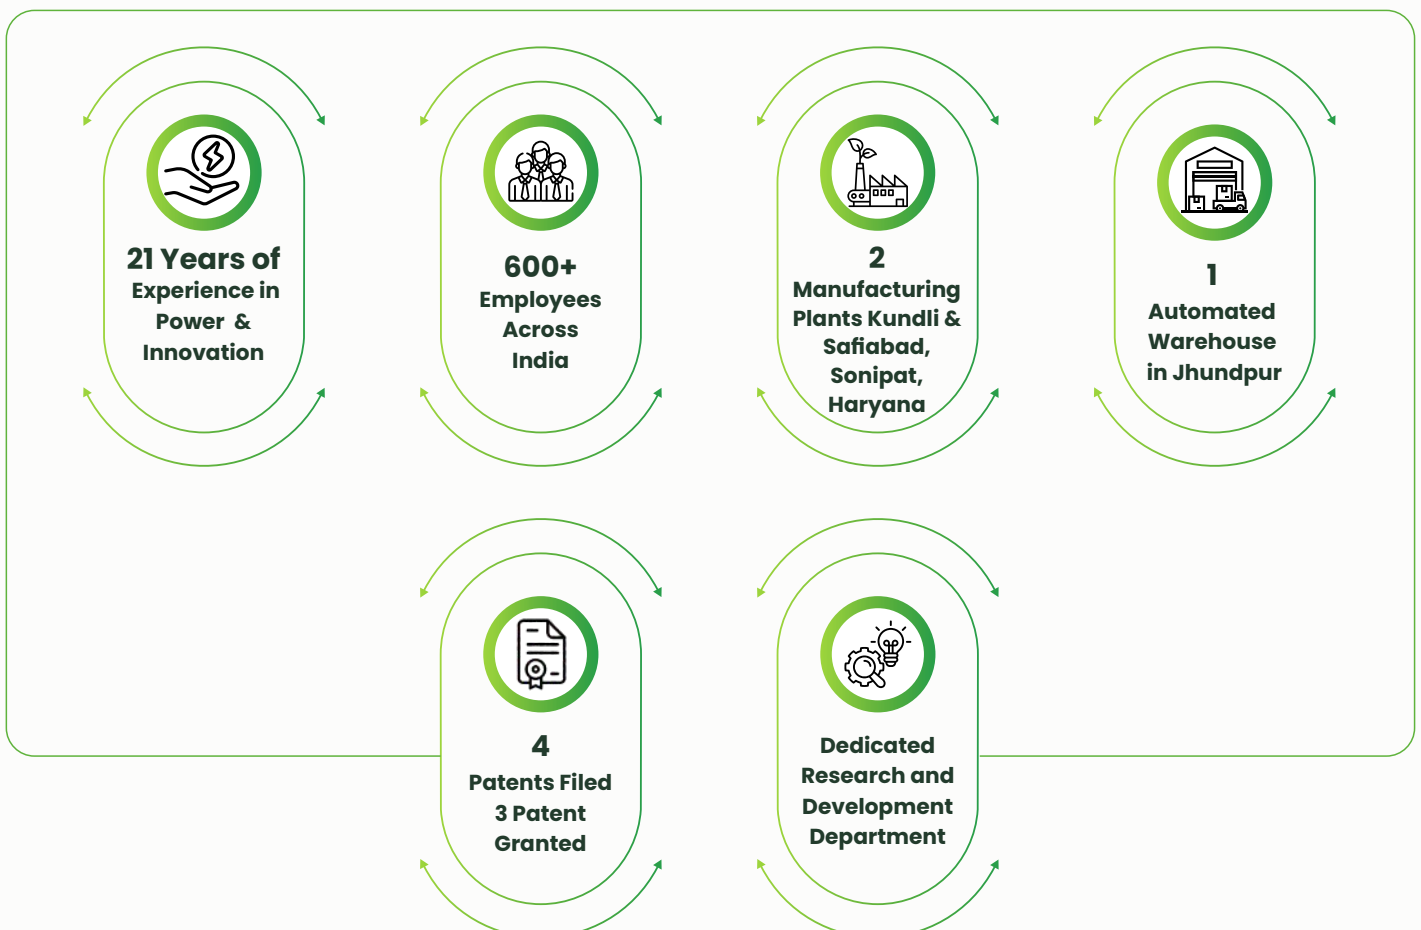 21 Years of
Experience in
Power &
Innovation
600+
Employees
Across
India
2
Manufacturing
Plants Kundli &
Safiabad,
Sonipat,
Haryana
1
Automated
Warehouse
in Jhundpur
4
Patents Filed
3 Patent
Granted
Dedicated
Research and
Development
Department